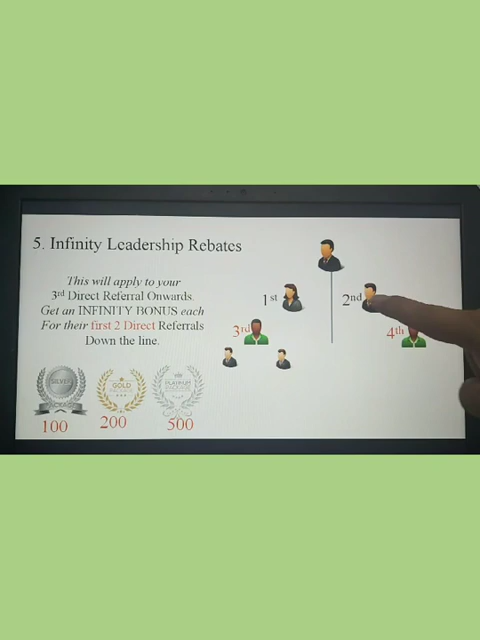 5. Infinity Leadership Rebates
This will apply to your
3rd Direct Referral Onwards.
Get an INFINITY BONUS each
For their first 2 Direct Referrals
Down the line.
1st
2nd
3rd
4th
SILVER
GOLD
PLATINUM
100
200
500